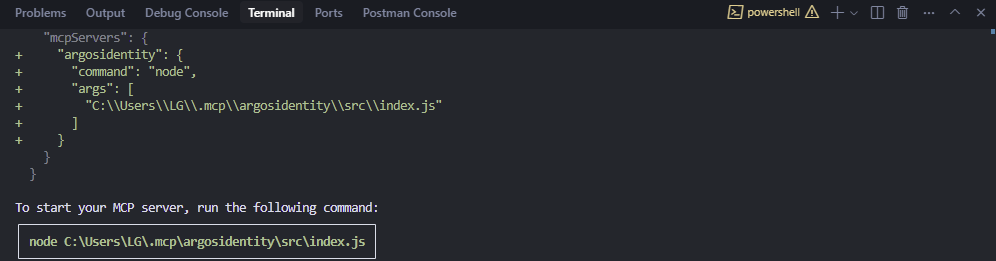 Problems Output Debug Console Terminal Ports Postman Console powershell
"mcpServers": {
+ "argosidentity": {
+ "command": "node",
+ "args": [
+ "C:\\Users\\LG\\.mcp\\argosidentity\\src\\index.js"
+ ]
+ }
}
}
To start your MCP server, run the following command:
node C:\Users\LG\.mcp\argosidentity\src\index.js